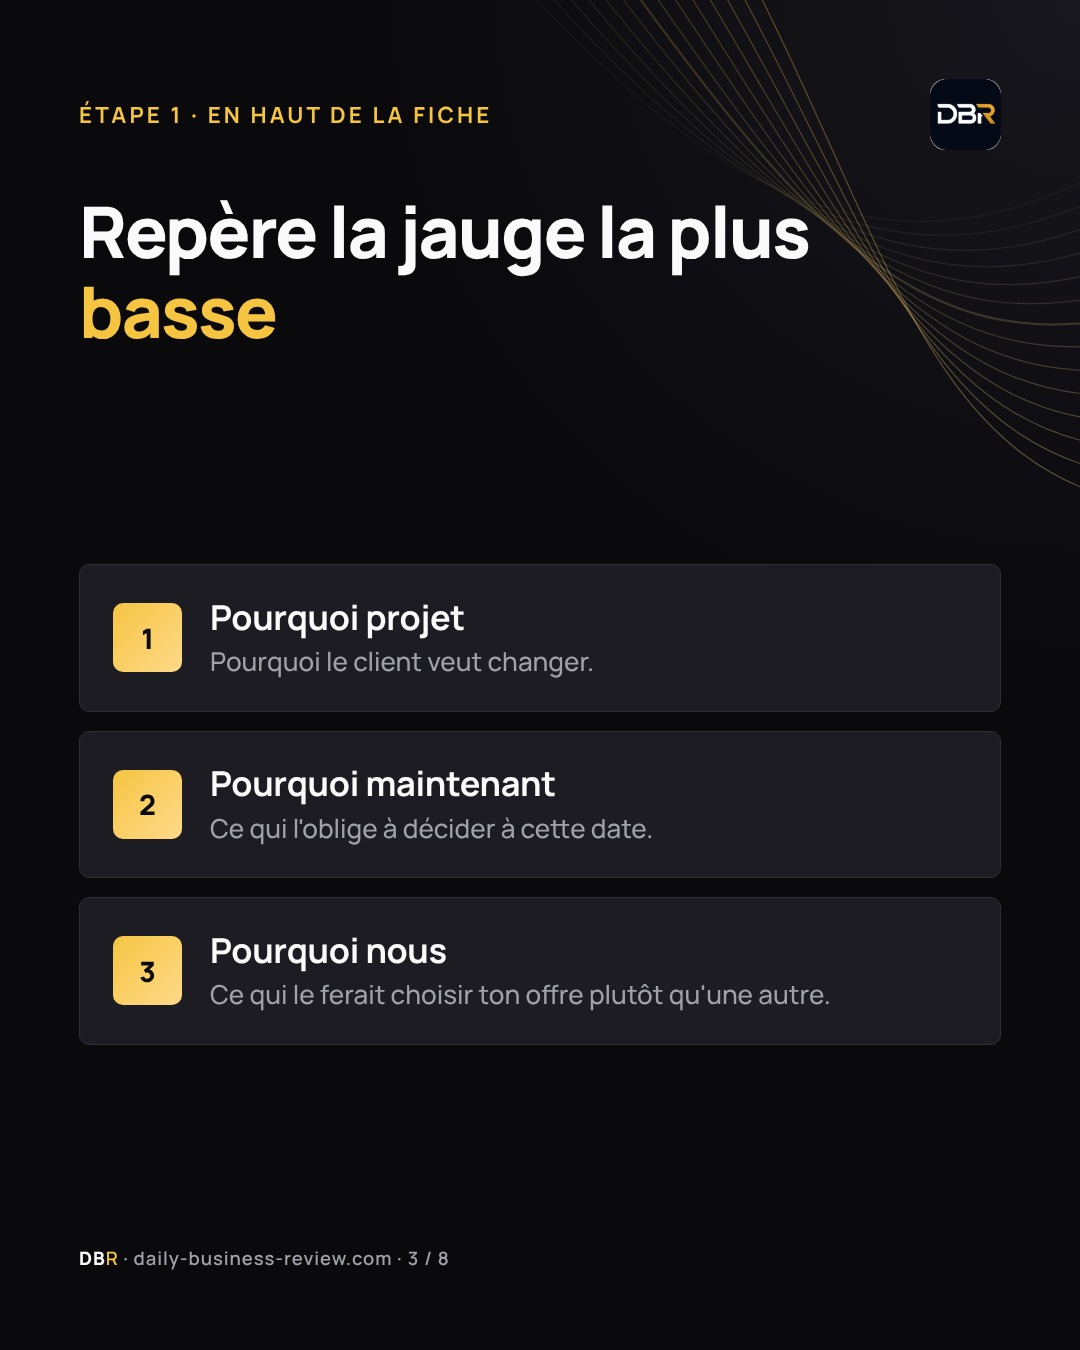 ÉTAPE 1 · EN HAUT DE LA FICHE
DBR
Repère la jauge la plus
basse
1
Pourquoi projet
Pourquoi le client veut changer.
2
Pourquoi maintenant
Ce qui l'oblige à décider à cette date.
3
Pourquoi nous
Ce qui le ferait choisir ton offre plutôt qu'une autre.
DBR · daily-business-review.com · 3 / 8